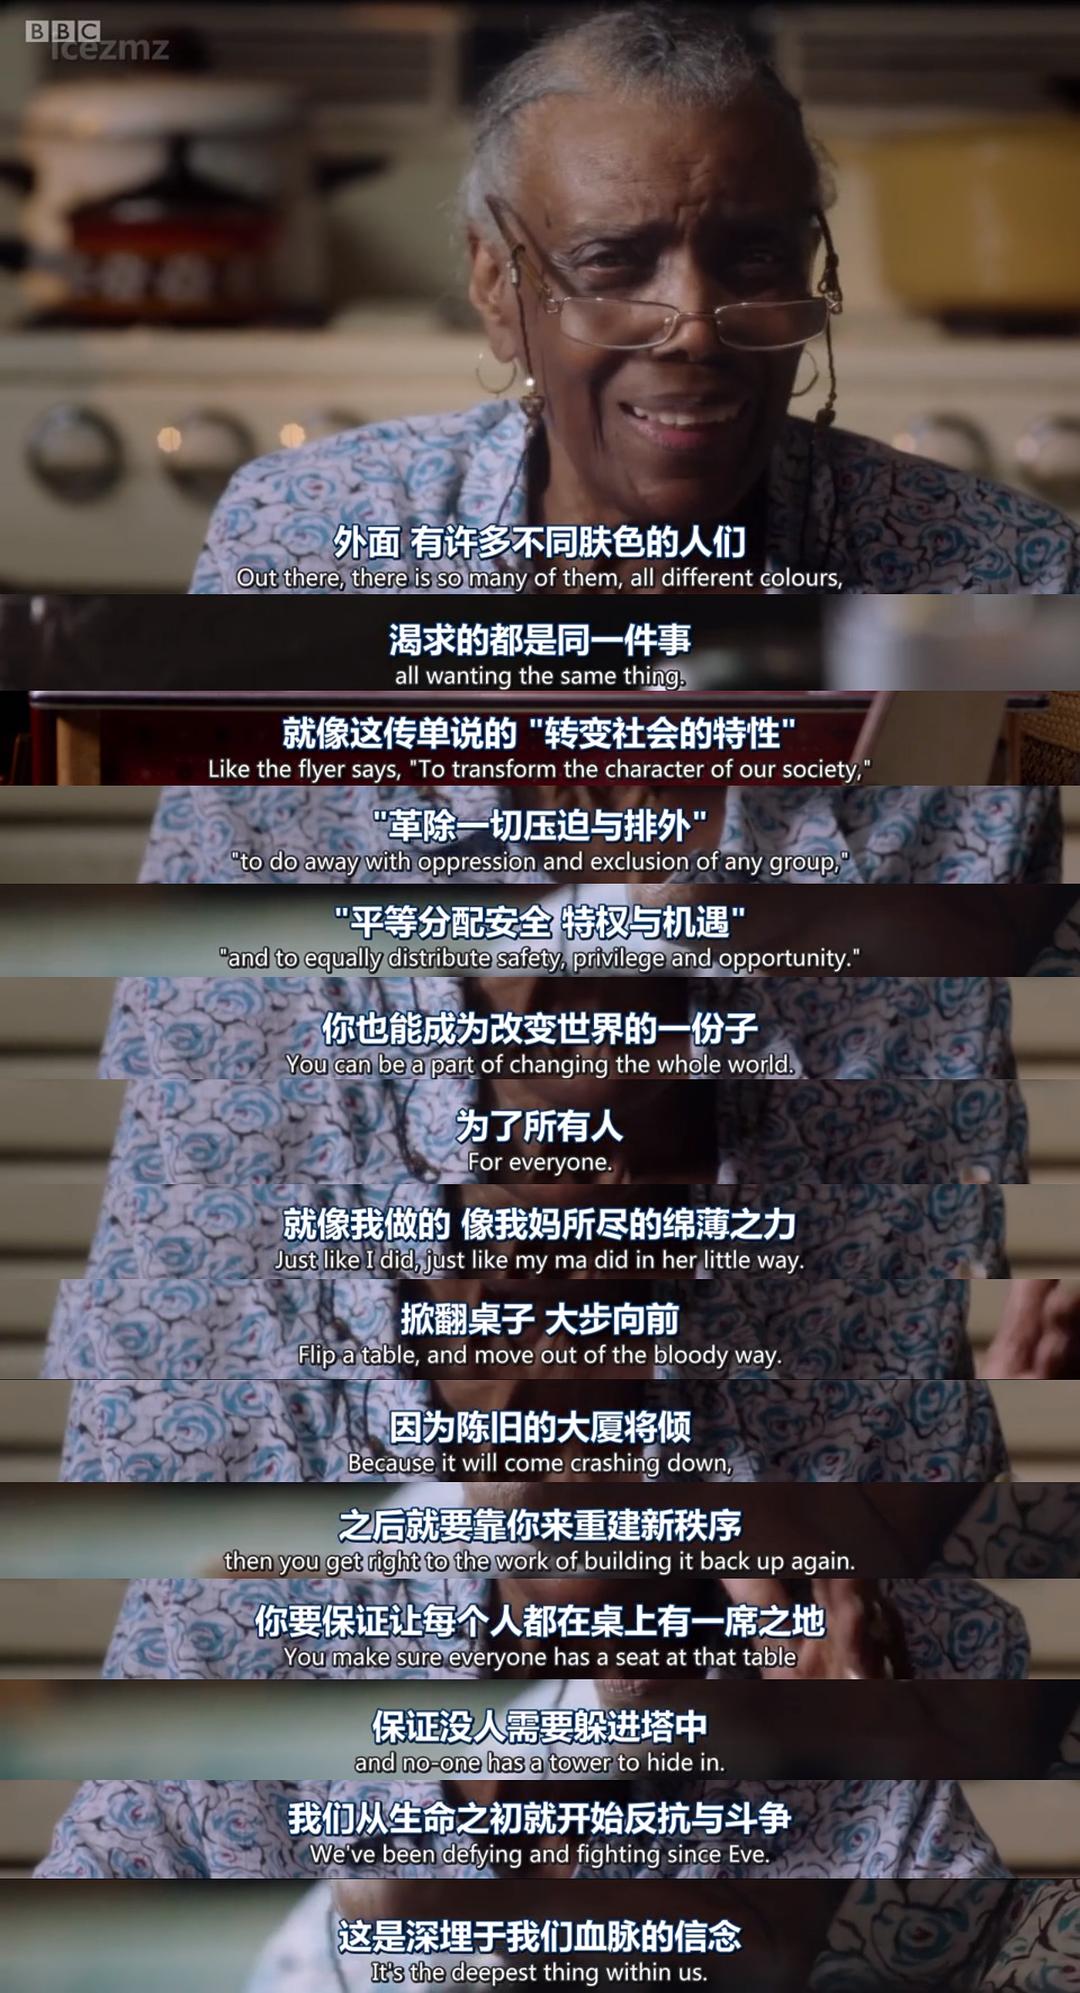 BBC
icezmz
外面 有许多不同肤色的人们
Out there, there is so many of them, all different colours,
渴求的都是同一件事
all wanting the same thing.
就像这传单说的 "转变社会的特性"
Like the flyer says, "To transform the character of our society,"
"革除一切压迫与排外"
"to do away with oppression and exclusion of any group,"
"平等分配安全 特权与机遇"
"and to equally distribute safety, privilege and opportunity."
你也能成为改变世界的一份子
You can be a part of changing the whole world.
为了所有人
For everyone.
就像我做的 像我妈所尽的绵薄之力
Just like I did, just like my ma did in her little way.
掀翻桌子 大步向前
Flip a table, and move out of the bloody way.
因为陈旧的大厦将倾
Because it will come crashing down,
之后就要靠你来重建新秩序
then you get right to the work of building it back up again.
你要保证让每个人都在桌上有一席之地
You make sure everyone has a seat at that table
保证没人需要躲进塔中
and no-one has a tower to hide in.
我们从生命之初就开始反抗与斗争
We've been defying and fighting since Eve.
这是深埋于我们血脉的信念
It's the deepest thing within us.